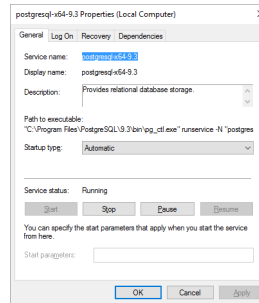 postgresql-x64-9.3 Properties (Local Computer)
General Log On Recovery Dependencies
Service name: postgresql-x64-9.3
Display name: postgresql-x64-9.3
Description: Provides relational database storage.
Path to executable:
"C:\Program Files\PostgreSQL\9.3\bin\pg_ctl.exe" runservice -N "postgres
Startup type: Automatic
Service status: Running
Start Stop Pause Resume
You can specify the start parameters that apply when you start the service
from here.
Start parameters:
OK Cancel Apply